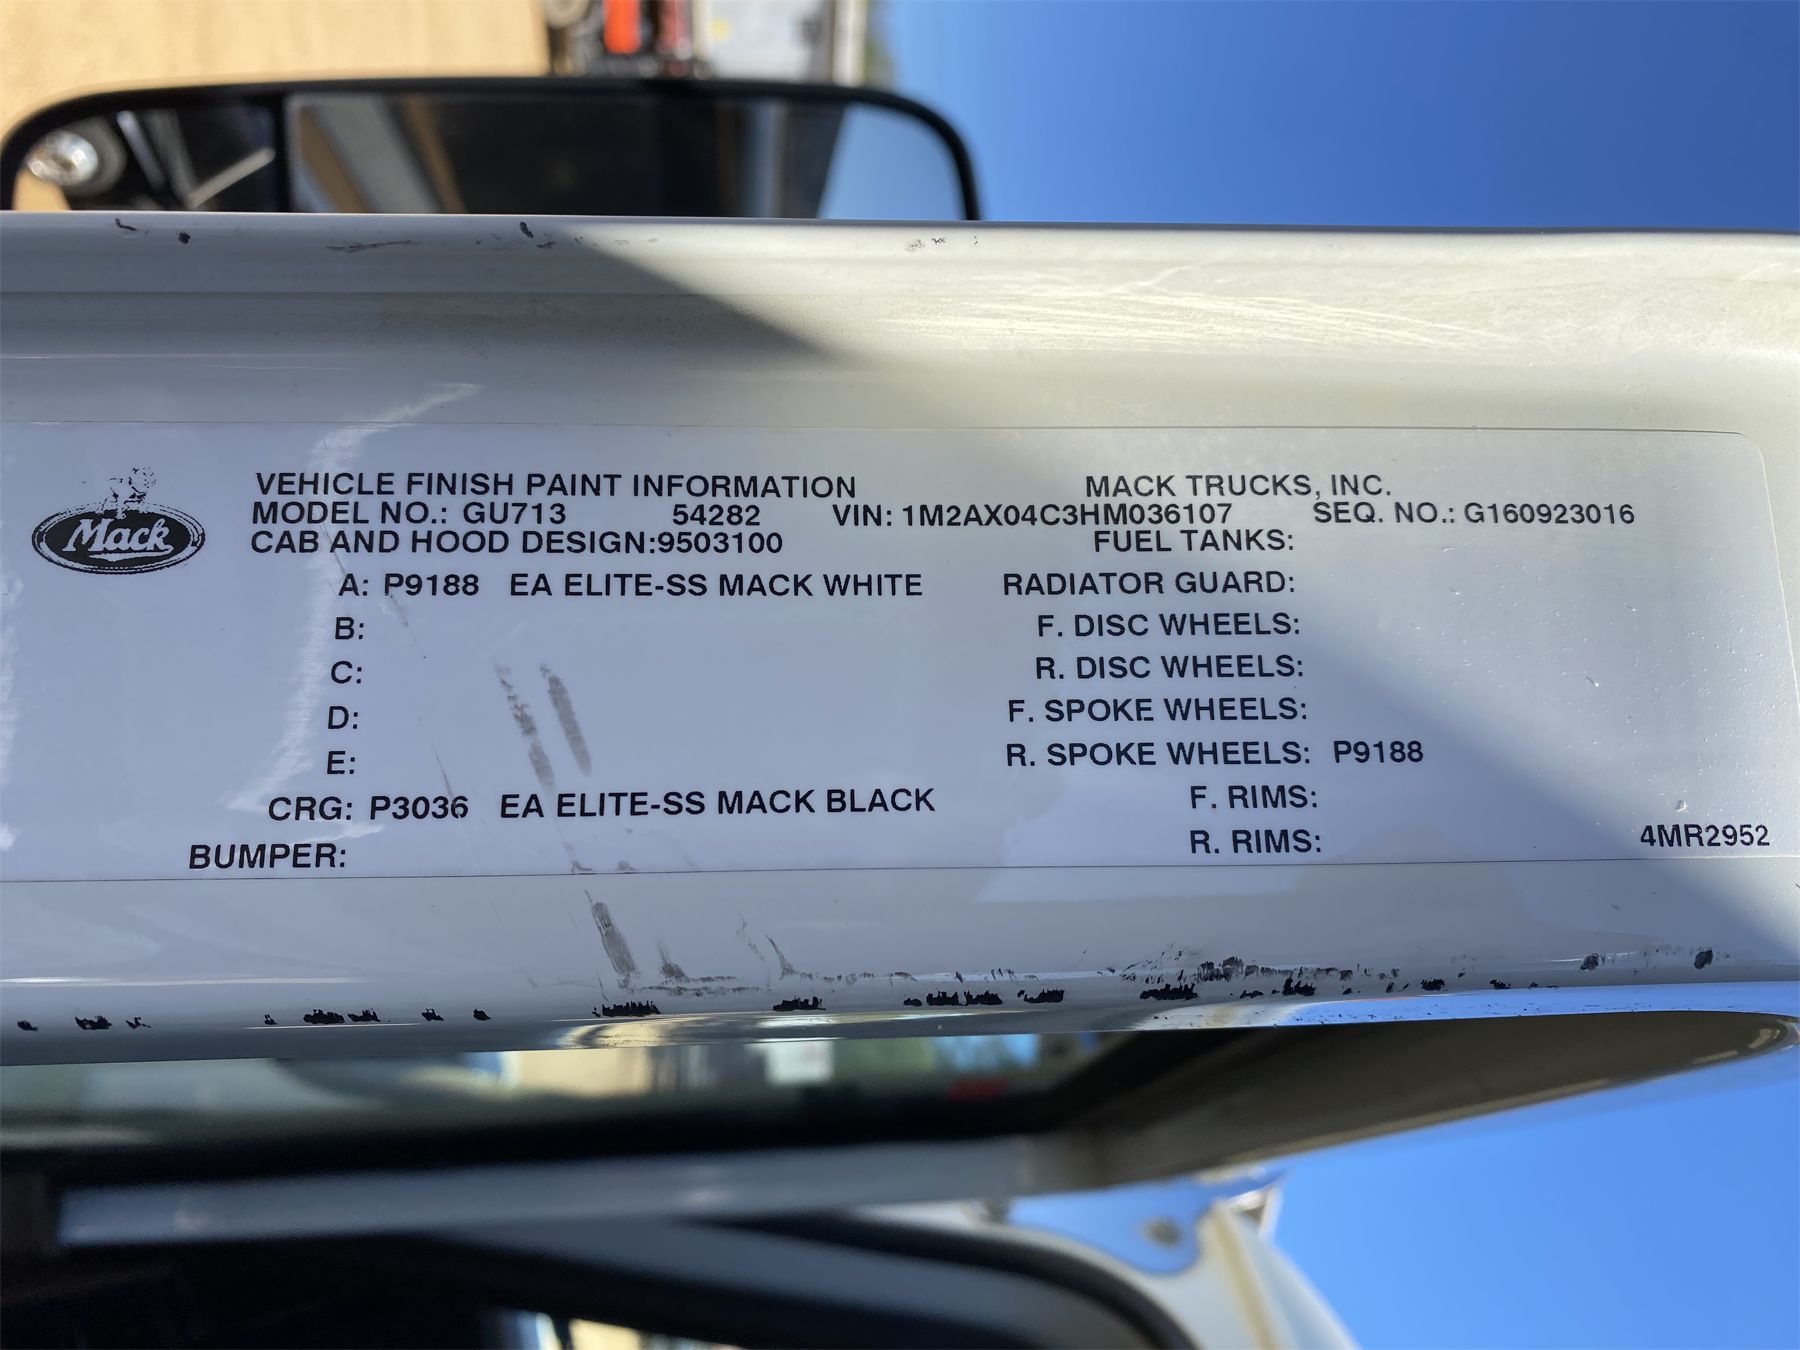 Mack
VEHICLE FINISH PAINT INFORMATION MACK TRUCKS, INC.
MODEL NO.: GU713 54282 VIN: 1M2AX04C3HM036107 SEQ. NO.: G160923016
CAB AND HOOD DESIGN:9503100 FUEL TANKS:
A: P9188 EA ELITE-SS MACK WHITE RADIATOR GUARD:
B: F. DISC WHEELS:
C: R. DISC WHEELS:
D: F. SPOKE WHEELS:
E: R. SPOKE WHEELS: P9188
CRG: P3036 EA ELITE-SS MACK BLACK F. RIMS:
BUMPER: R. RIMS: 4MR2952